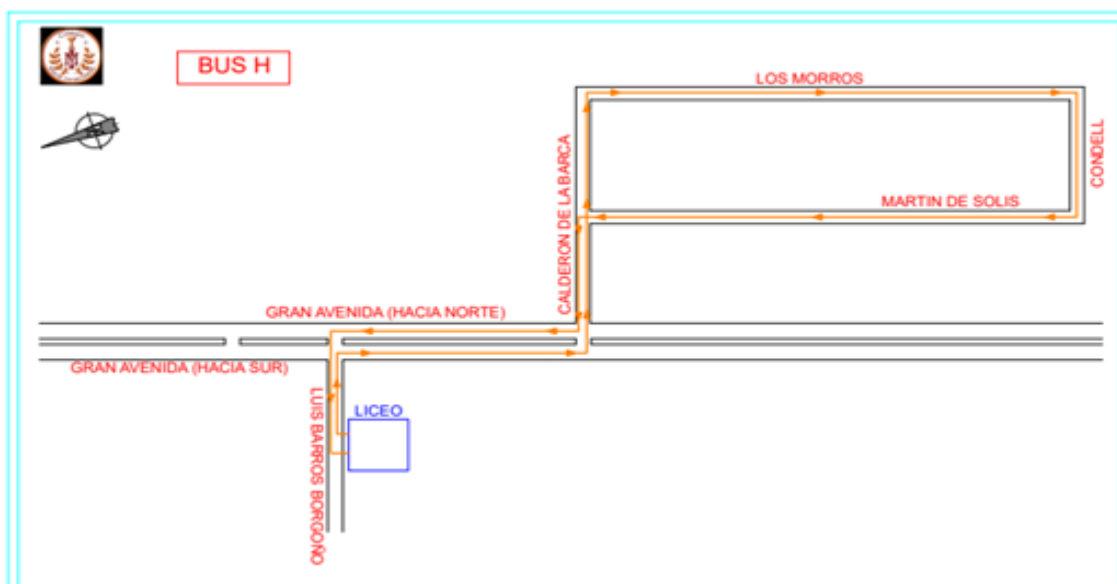 BUS H
LOS MORROS
CALDERON DE LA BARCA
CONDELL
MARTIN DE SOLIS
GRAN AVENIDA (HACIA NORTE)
GRAN AVENIDA (HACIA SUR)
LUIS BARROS BORGOÑO
LICEO